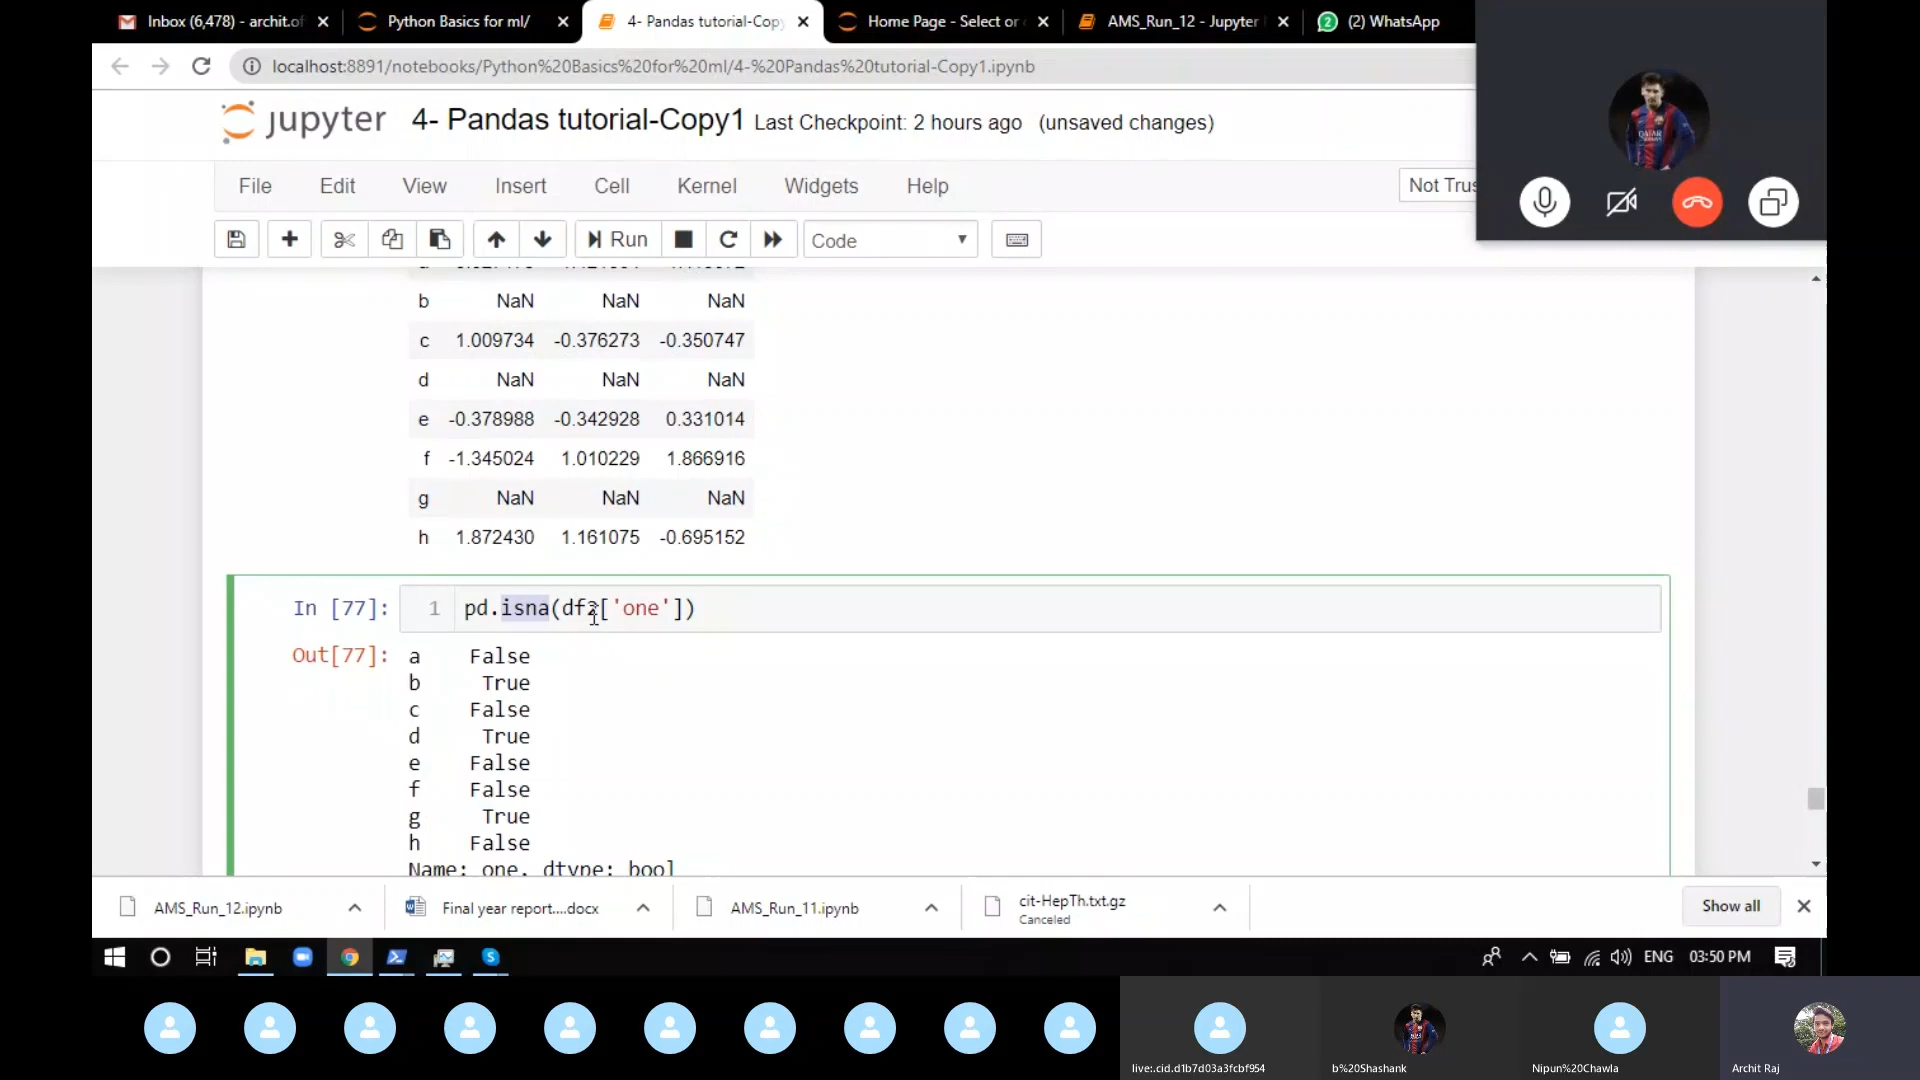 Inbox (6,478) - archit.of
Python Basics for ml/
4- Pandas tutorial-Copy
Home Page - Select or
AMS_Run_12 - Jupyter
(2) WhatsApp
localhost:8891/notebooks/Python%20Basics%20for%20ml/4-%20Pandas%20tutorial-Copy1.ipynb
jupyter 4- Pandas tutorial-Copy1 Last Checkpoint: 2 hours ago (unsaved changes)
File Edit View Insert Cell Kernel Widgets Help
Not Trus
Run
Code
b NaN NaN NaN
c 1.009734 -0.376273 -0.350747
d NaN NaN NaN
e -0.378988 -0.342928 0.331014
f -1.345024 1.010229 1.866916
g NaN NaN NaN
h 1.872430 1.161075 -0.695152
In [77]: 1 pd.isna(df2['one'])
Out[77]: a False
b True
c False
d True
e False
f False
g True
h False
Name: one, dtype: bool
AMS_Run_12.ipynb
Final year report....docx
AMS_Run_11.ipynb
cit-HepTh.txt.gz
Canceled
Show all
ENG 03:50 PM
live:.cid.d1b7d03a3fcbf954
b%20Shashank
Nipun%20Chawla
Archit Raj